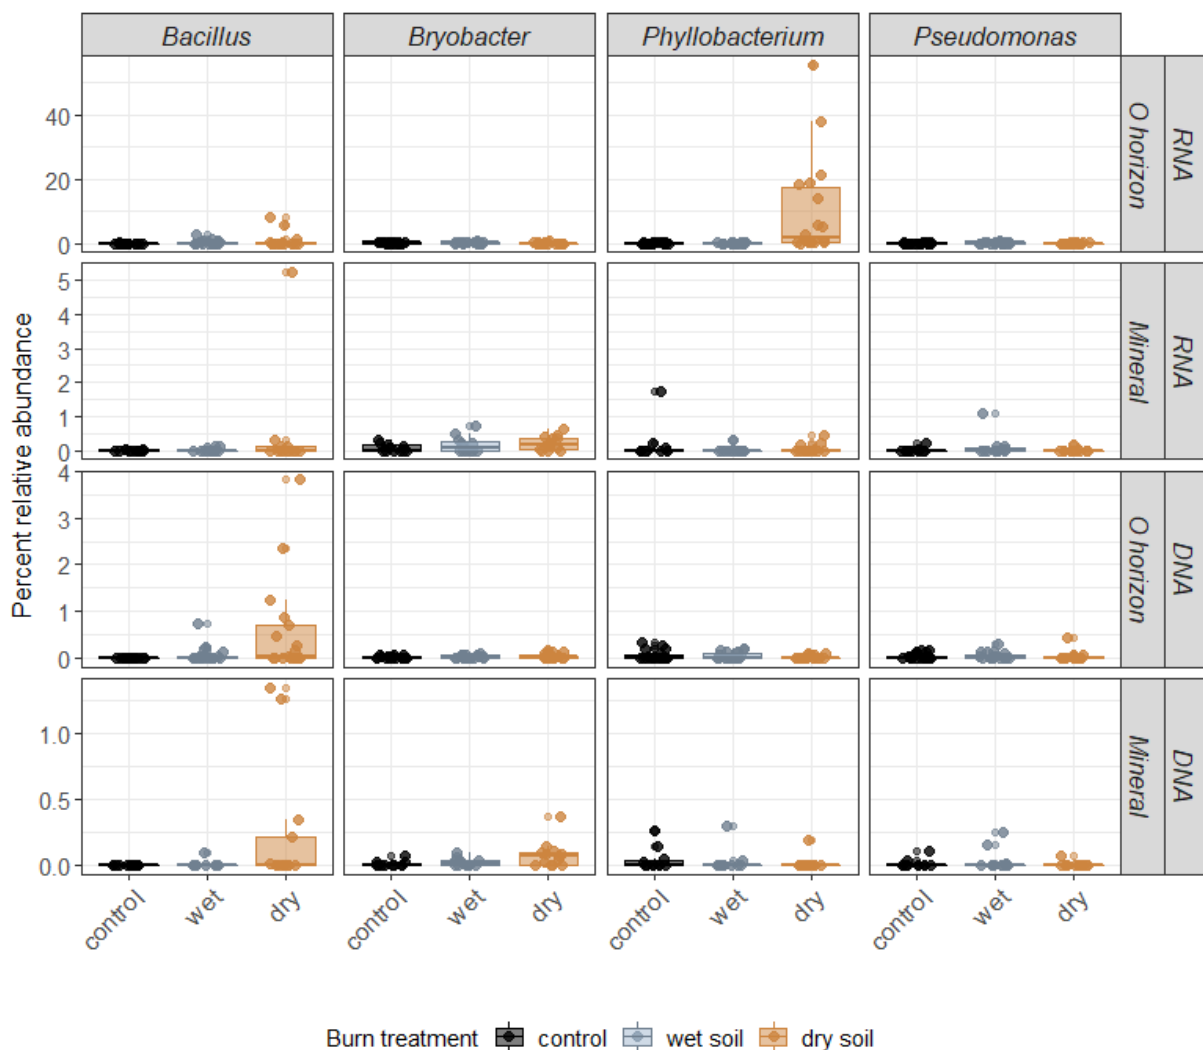 Bacillus Bryobacter Phyllobacterium Pseudomonas
Percent relative abundance
40
20
0
O horizon RNA
5
4
3
2
1
0
Mineral RNA
4
3
2
1
0
O horizon DNA
1.0
0.5
0.0
Mineral DNA
control wet dry control wet dry control wet dry control wet dry
Burn treatment control wet soil dry soil